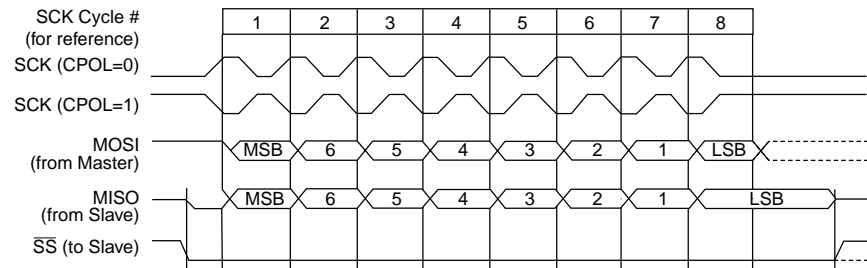 SCK Cycle #
(for reference)
1 2 3 4 5 6 7 8
SCK (CPOL=0)
SCK (CPOL=1)
MOSI
(from Master)
MSB 6 5 4 3 2 1 LSB
MISO
(from Slave)
MSB 6 5 4 3 2 1 LSB
SS (to Slave)